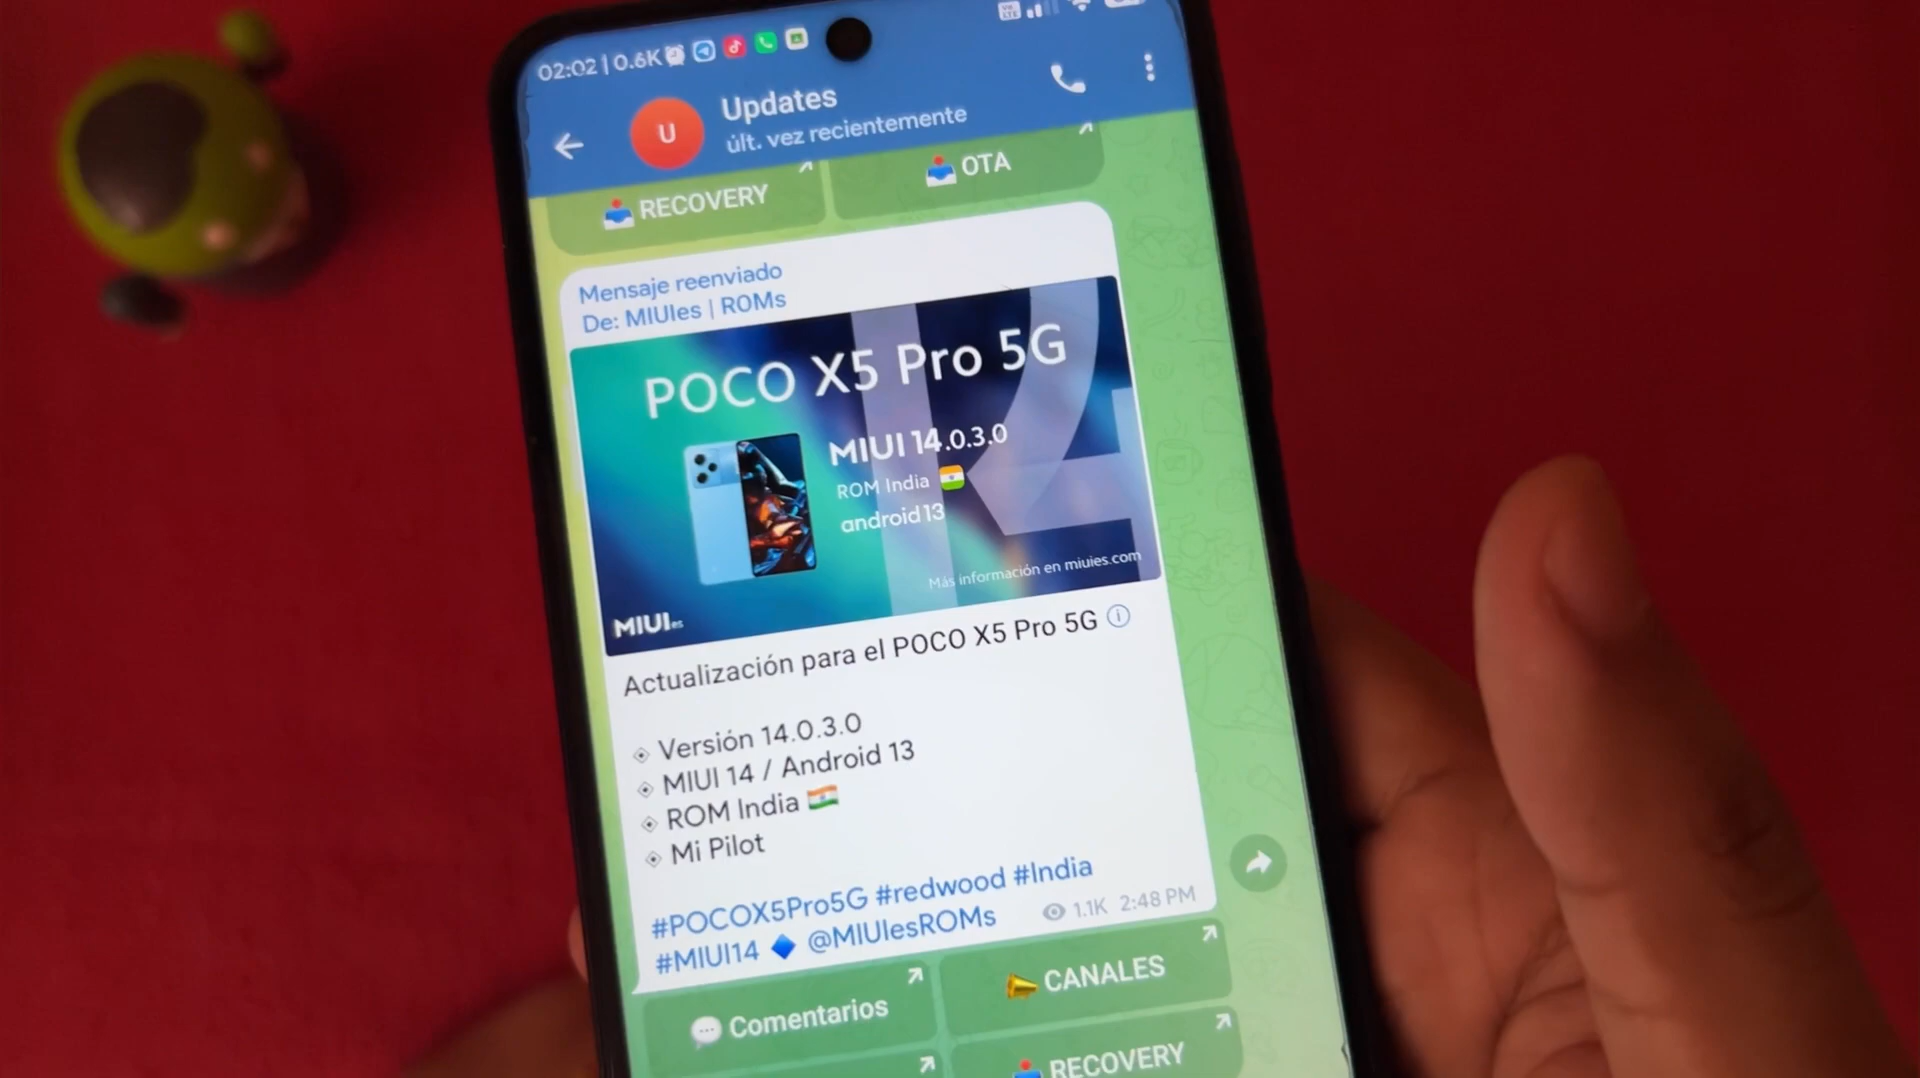 02:02 | 0.6K
Updates
últ. vez recientemente
U
RECOVERY
OTA
Mensaje reenviado
De: MIUIes | ROMs
POCO X5 Pro 5G
MIUI 14.0.3.0
ROM India
android 13
Más información en miuies.com
MIUIes
Actualización para el POCO X5 Pro 5G
Versión 14.0.3.0
MIUI 14 / Android 13
ROM India 🇮🇳
Mi Pilot
#POCOX5Pro5G #redwood #India
#MIUI14 🔷 @MIUIesROMs
1.1K 2:48 PM
Comentarios
CANALES
RECOVERY